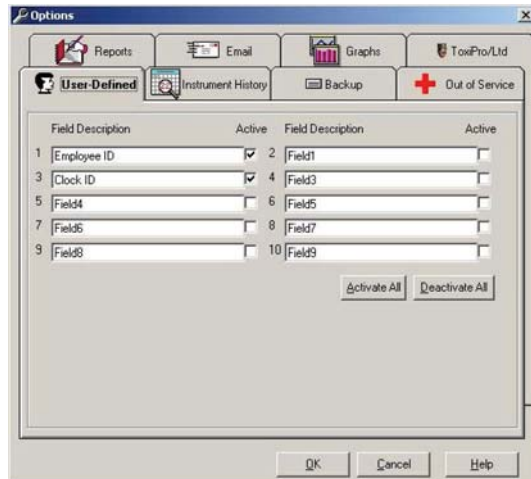 Options
Reports Email Graphs ToxiPro/Ltd
User-Defined Instrument History Backup Out of Service
Field Description Active Field Description Active
1 Employee ID 2 Field1
3 Clock ID 4 Field3
5 Field4 6 Field5
7 Field6 8 Field7
9 Field8 10 Field9
Activate All Deactivate All
OK Cancel Help